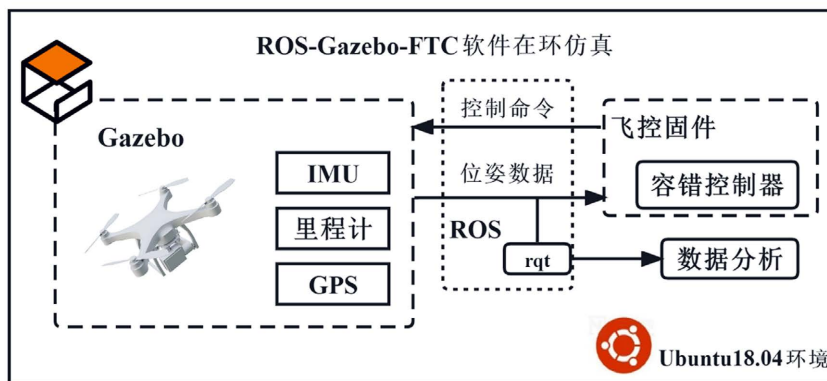 ROS-Gazebo-FTC软件在环仿真
Gazebo
IMU
里程计
GPS
控制命令
位姿数据
ROS
rqt
飞控固件
容错控制器
数据分析
Ubuntu18.04环境